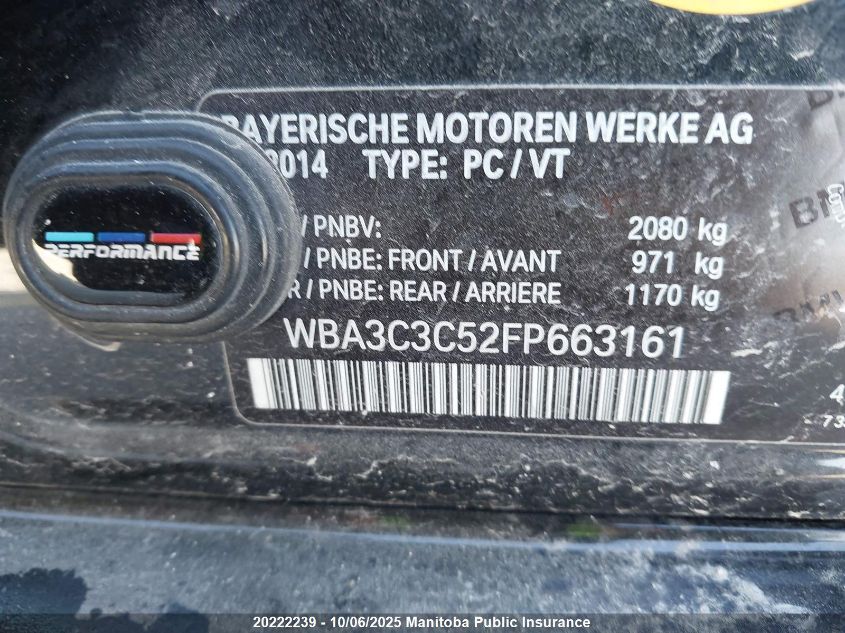 BAYERISCHE MOTOREN WERKE AG
2014 TYPE: PC / VT
/ PNBV: 2080 kg
/ PNBE: FRONT / AVANT 971 kg
R / PNBE: REAR / ARRIERE 1170 kg
WBA3C3C52FP663161
PERFORMANCE
20222239 - 10/06/2025 Manitoba Public Insurance